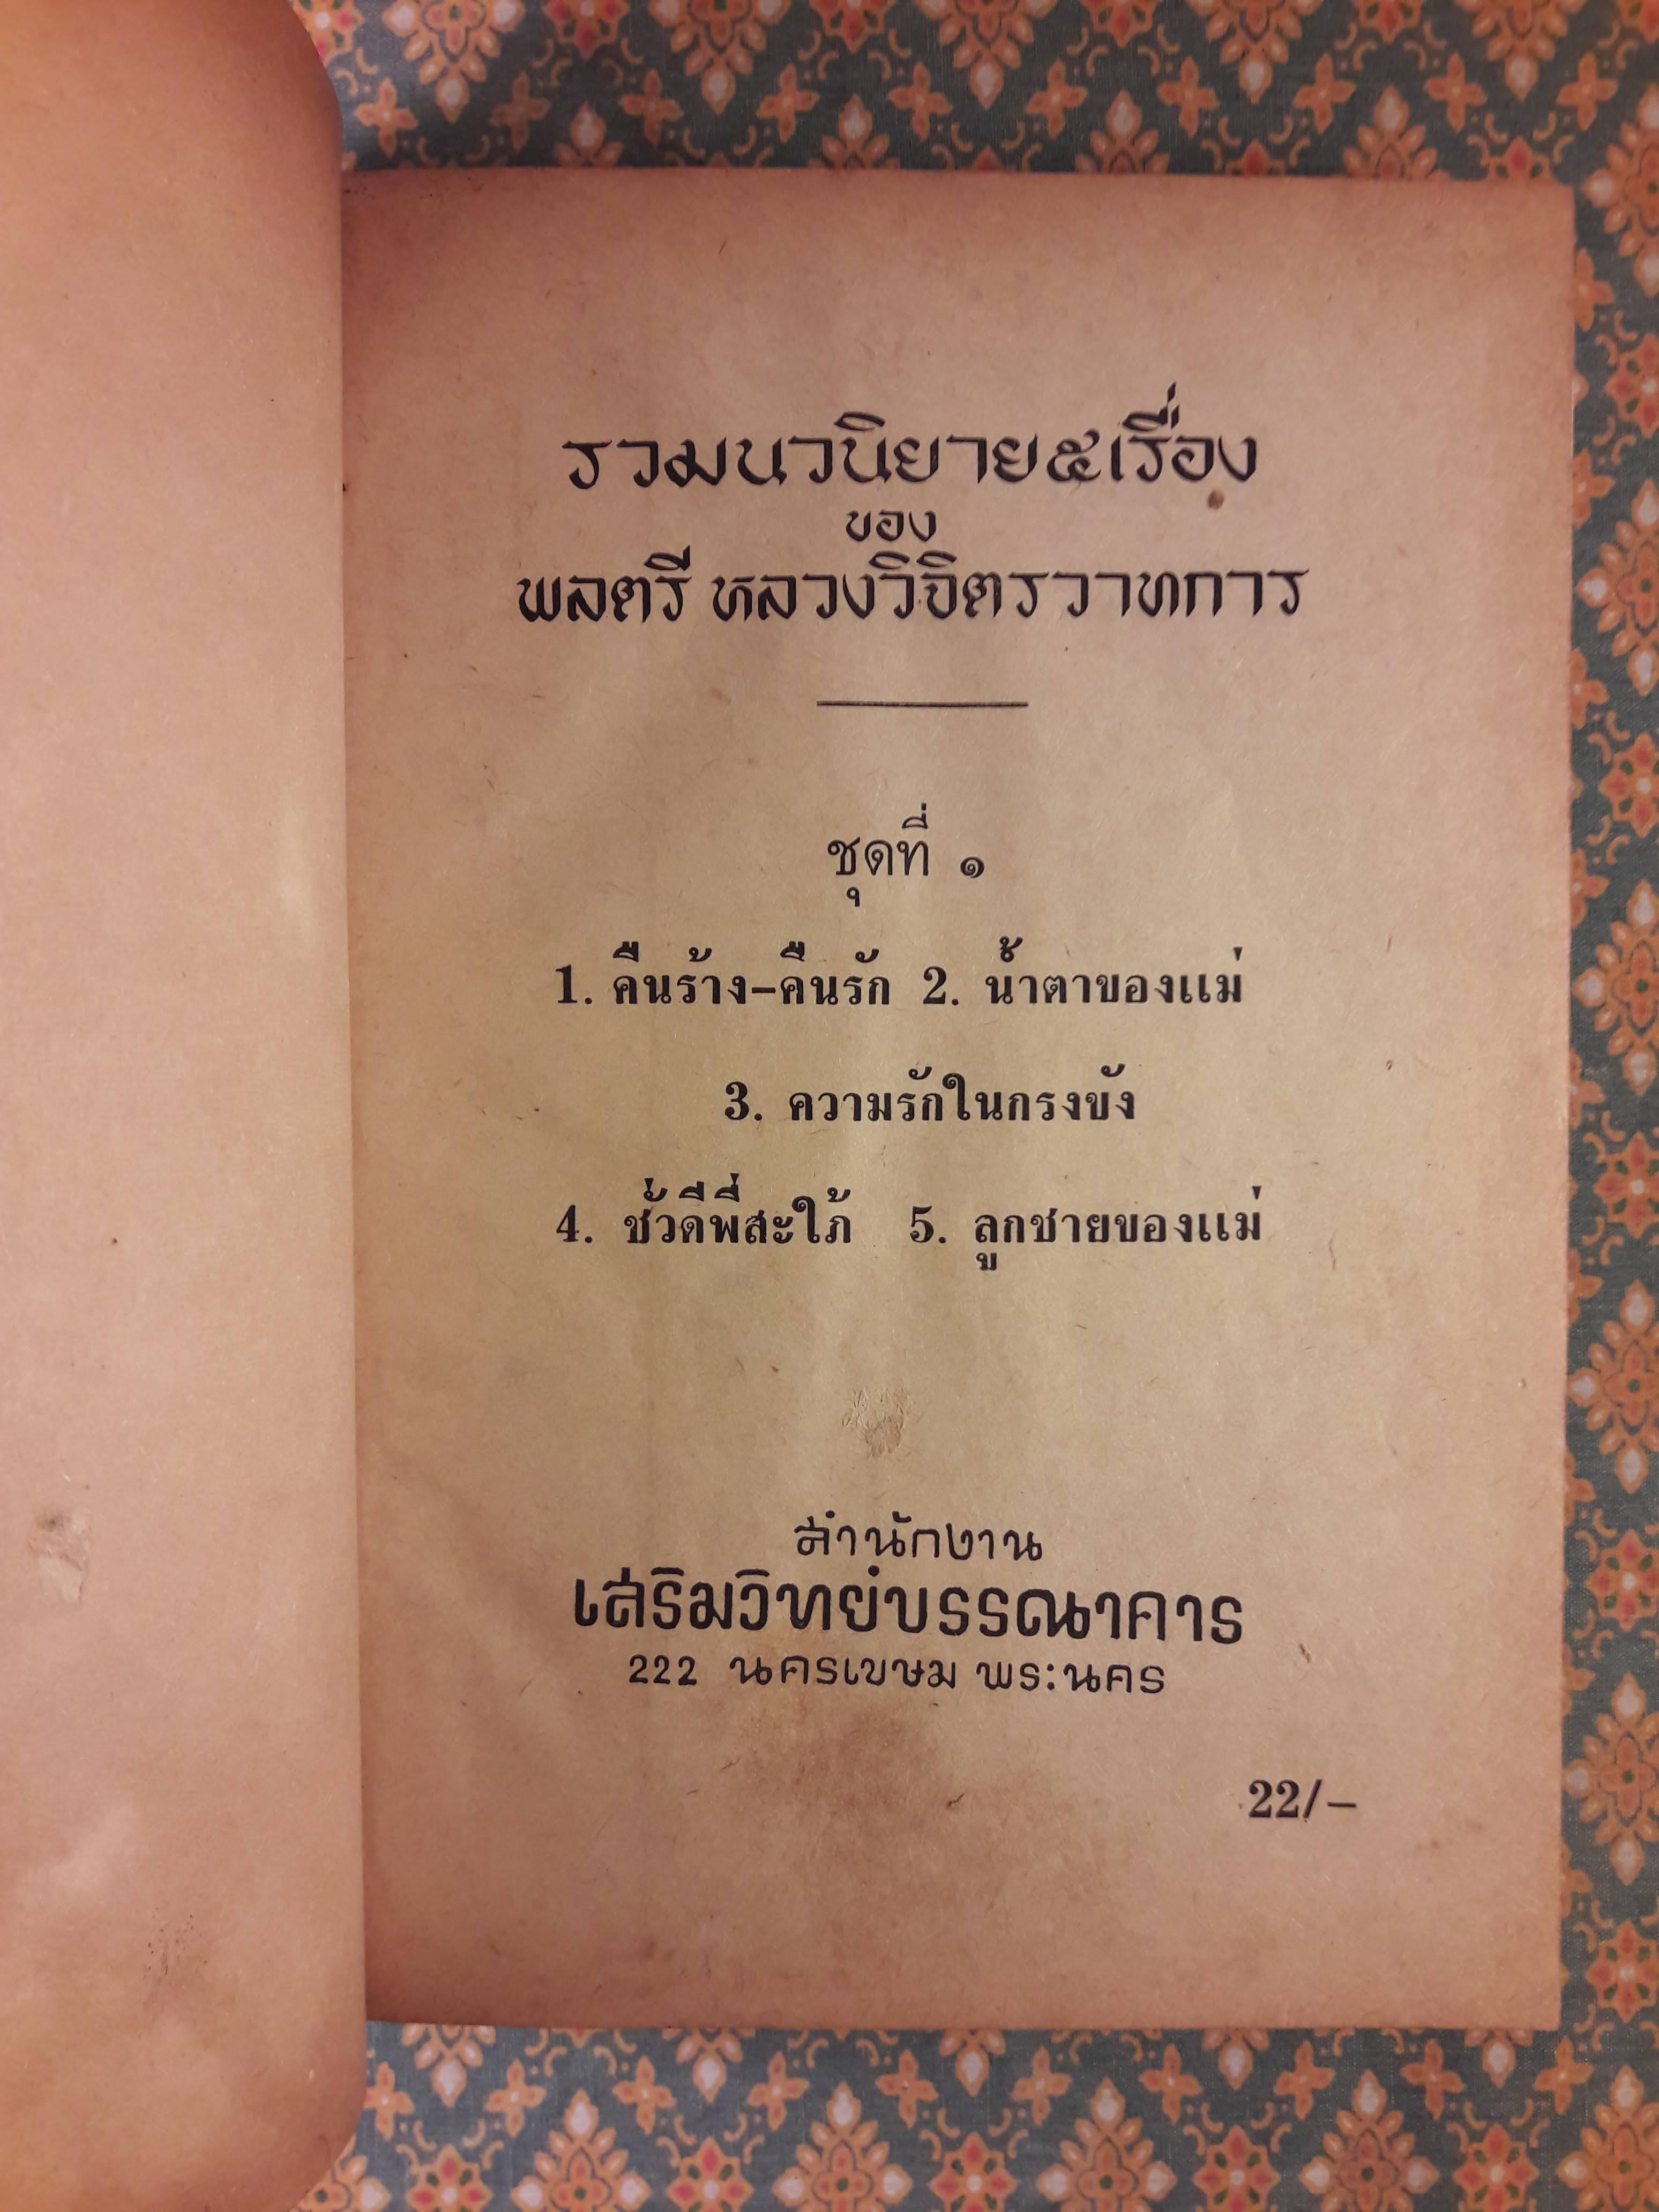 รวมนวนิยาย๕เรื่อง
ของ
พลตรี หลวงวิจิตรวาทการ
ชุดที่ ๑
1. คืนร้าง-คืนรัก 2. น้ำตาของแม่
3. ความรักในกรงขัง
4. ชั่วดีพี่สะใภ้ 5. ลูกชายของแม่
สำนักงาน
เสริมวิทย์บรรณาคาร
222 นครเขษม พระนคร
22/-